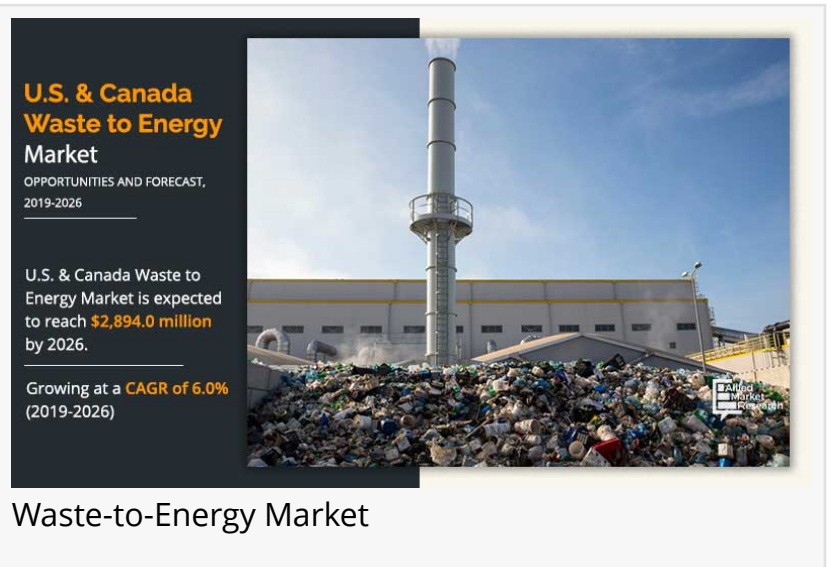 U.S. & Canada
Waste to Energy
Market
OPPORTUNITIES AND FORECAST,
2019-2026
U.S. & Canada Waste to
Energy Market is expected
to reach $2,894.0 million
by 2026.
Growing at a CAGR of 6.0%
(2019-2026)
Allied
Market
Research
Waste-to-Energy Market